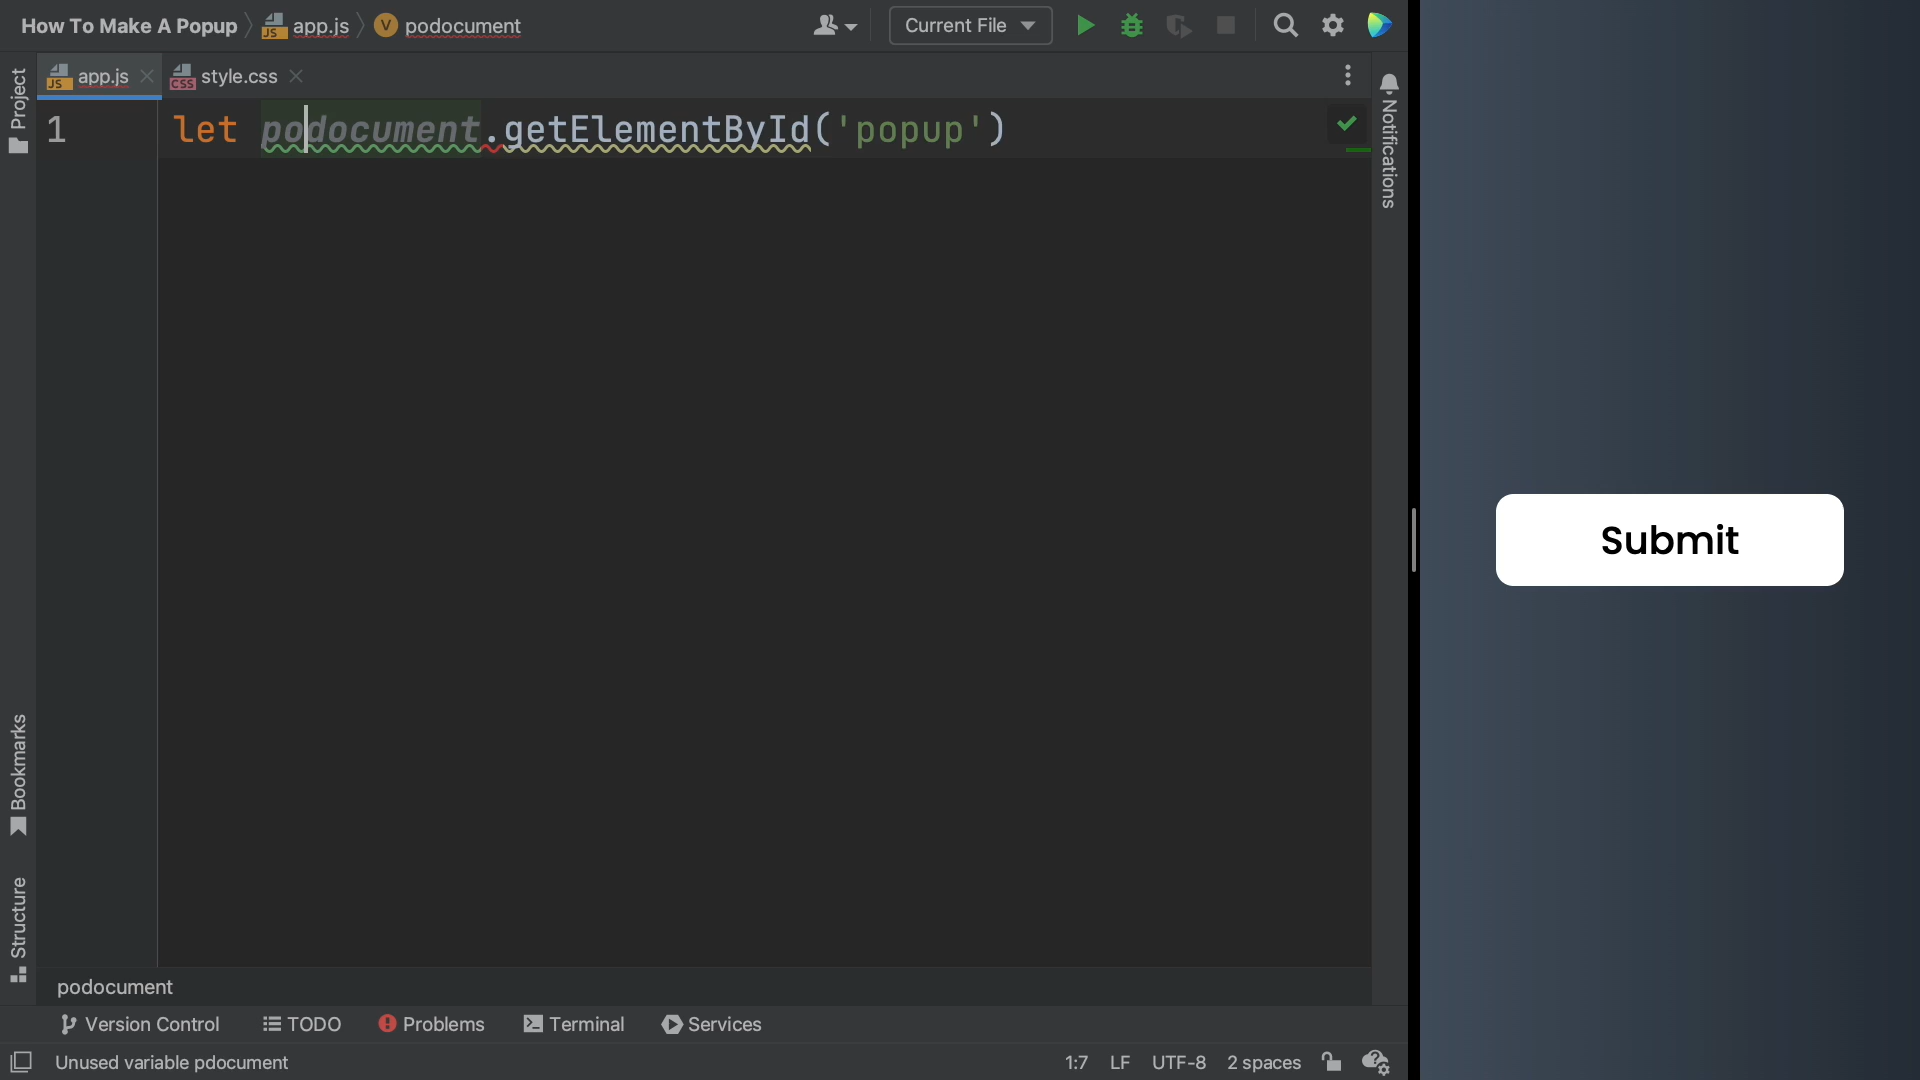 How To Make A Popup app.js V podocument Current File
Project
app.js style.css
Notifications
1 let podocument.getElementById('popup')
Submit
Bookmarks
Structure
podocument
Version Control TODO Problems Terminal Services
Unused variable pdocument 1:7 LF UTF-8 2 spaces